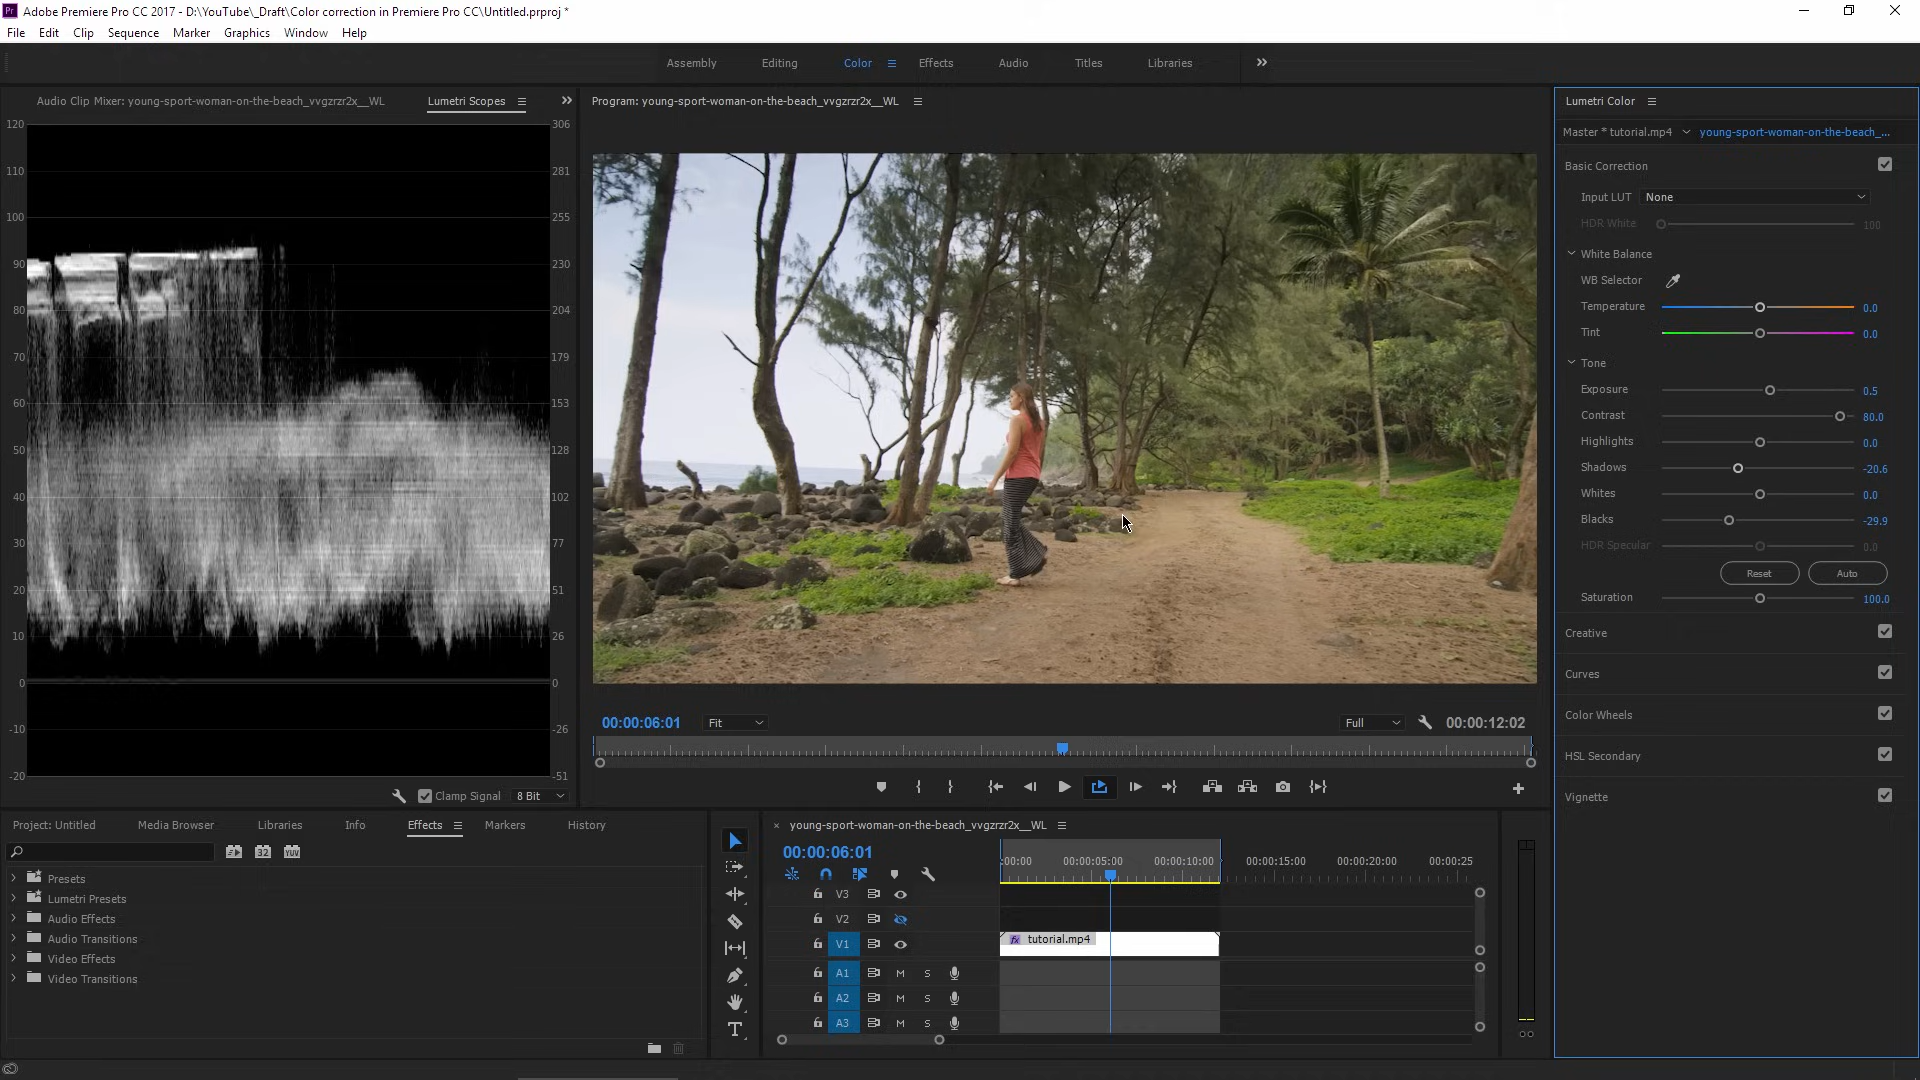 Pr Adobe Premiere Pro CC 2017 - D:\YouTube\_Draft\Color correction in Premiere Pro CC\Untitled.prproj *
File Edit Clip Sequence Marker Graphics Window Help
Assembly Editing Color Effects Audio Titles Libraries
Audio Clip Mixer: young-sport-woman-on-the-beach_vvgzrzr2x__WL Lumetri Scopes
120 306
110 281
100 255
90 230
80 204
70 179
60 153
50 128
40 102
30 77
20 51
10 26
0 0
-10 -26
-20 -51
Clamp Signal 8 Bit
Program: young-sport-woman-on-the-beach_vvgzrzr2x__WL
00:00:06:01 Fit Full 00:00:12:02
Lumetri Color
Master * tutorial.mp4 young-sport-woman-on-the-beach_...
Basic Correction
Input LUT None
HDR White 100
White Balance
WB Selector
Temperature 0.0
Tint 0.0
Tone
Exposure 0.5
Contrast 80.0
Highlights 0.0
Shadows -20.6
Whites 0.0
Blacks -29.9
HDR Specular 0.0
Reset Auto
Saturation 100.0
Creative
Curves
Color Wheels
HSL Secondary
Vignette
Project: Untitled Media Browser Libraries Info Effects Markers History
32 YUV
Presets
Lumetri Presets
Audio Effects
Audio Transitions
Video Effects
Video Transitions
× young-sport-woman-on-the-beach_vvgzrzr2x__WL
00:00:06:01
:00:00 00:00:05:00 00:00:10:00 00:00:15:00 00:00:20:00 00:00:25
V3
V2
V1 fx tutorial.mp4
A1 M S
A2 M S
A3 M S
T